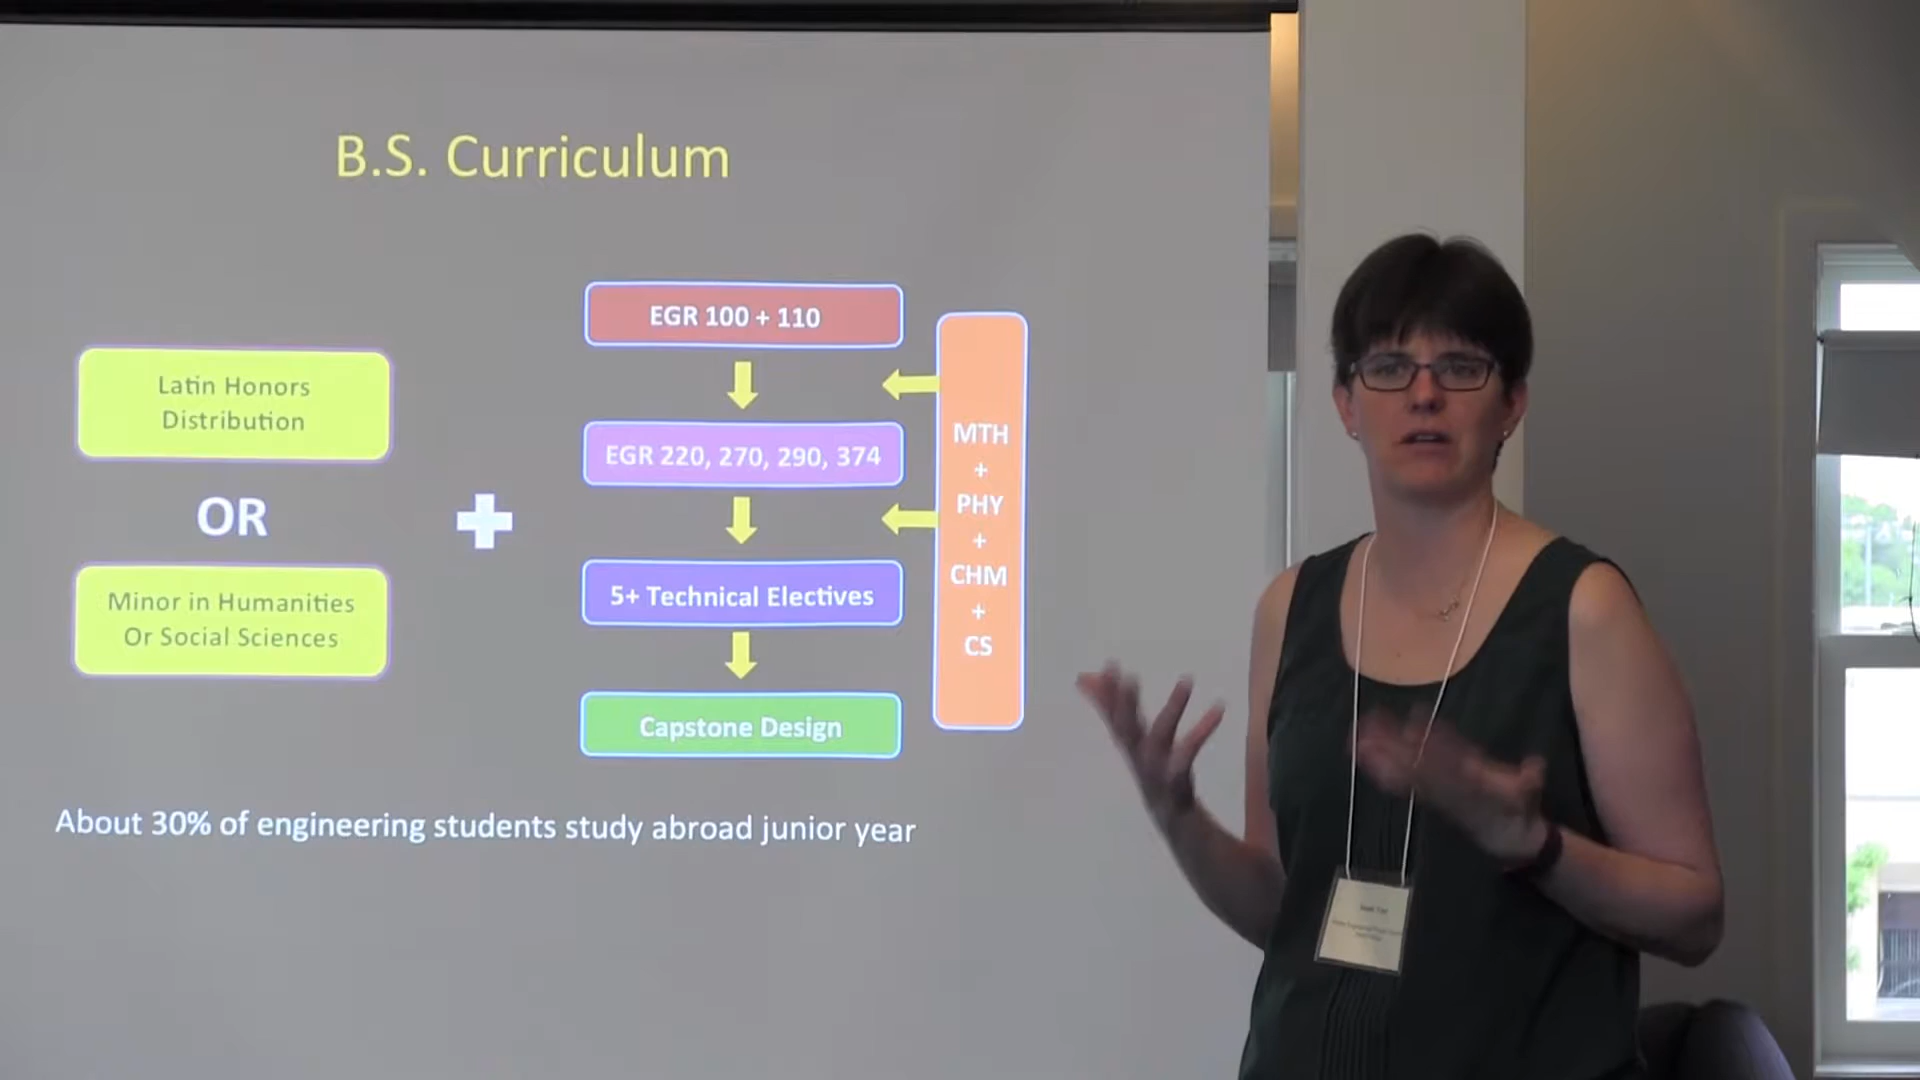 B.S. Curriculum
Latin Honors
Distribution
OR
Minor in Humanities
Or Social Sciences
EGR 100 + 110
EGR 220, 270, 290, 374
5+ Technical Electives
Capstone Design
MTH
+
PHY
+
CHM
+
CS
About 30% of engineering students study abroad junior year